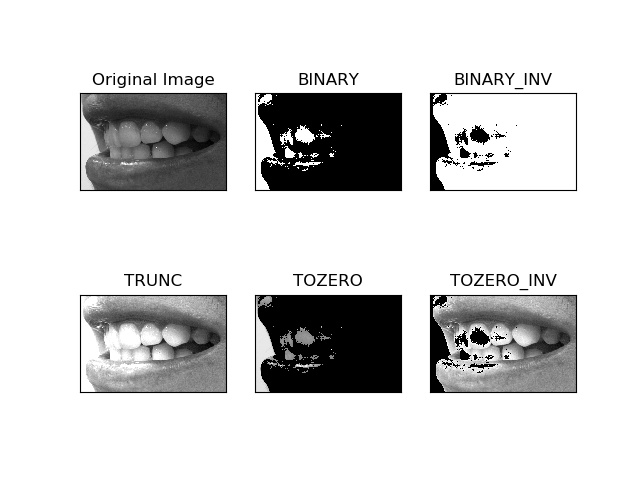 Original Image
BINARY
BINARY_INV
TRUNC
TOZERO
TOZERO_INV